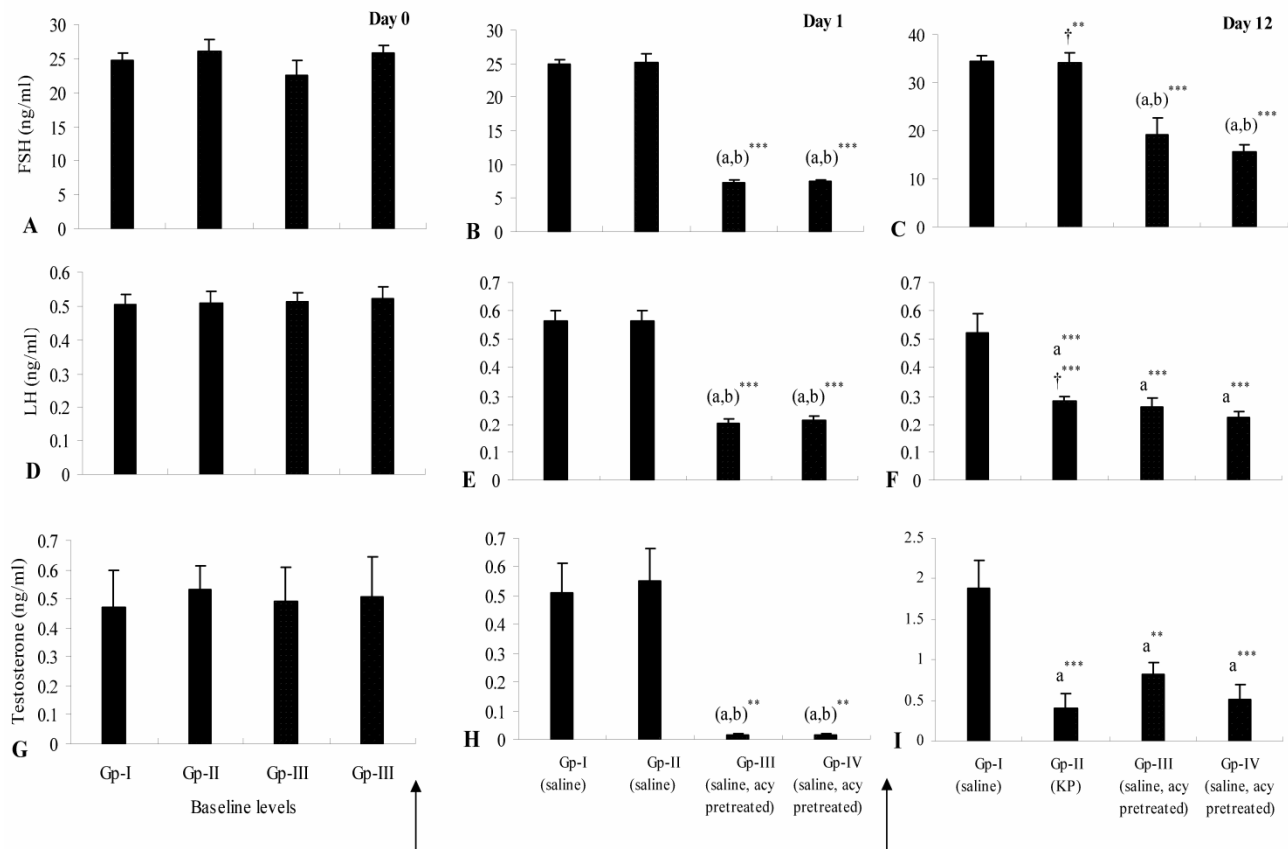 Day 0
30
25
20
15
10
5
0
FSH (ng/ml)
A
Day 1
30
25
20
15
10
5
0
(a,b)***
(a,b)***
B
Day 12
40
30
20
10
0
†**
(a,b)***
(a,b)***
C
0.6
0.5
0.4
0.3
0.2
0.1
0
LH (ng/ml)
D
0.7
0.6
0.5
0.4
0.3
0.2
0.1
0
(a,b)***
(a,b)***
E
0.7
0.6
0.5
0.4
0.3
0.2
0.1
0
a***
†***
a***
a***
F
0.7
0.6
0.5
0.4
0.3
0.2
0.1
0
Testosterone (ng/ml)
G
Gp-I Gp-II Gp-III Gp-III
Baseline levels
0.7
0.6
0.5
0.4
0.3
0.2
0.1
0
(a,b)**
(a,b)**
H
Gp-I Gp-II Gp-III Gp-IV
(saline) (saline) (saline, acy (saline, acy
pretreated) pretreated)
2.5
2
1.5
1
0.5
0
a***
a**
a***
I
Gp-I Gp-II Gp-III Gp-IV
(saline) (KP) (saline, acy (saline, acy
pretreated) pretreated)